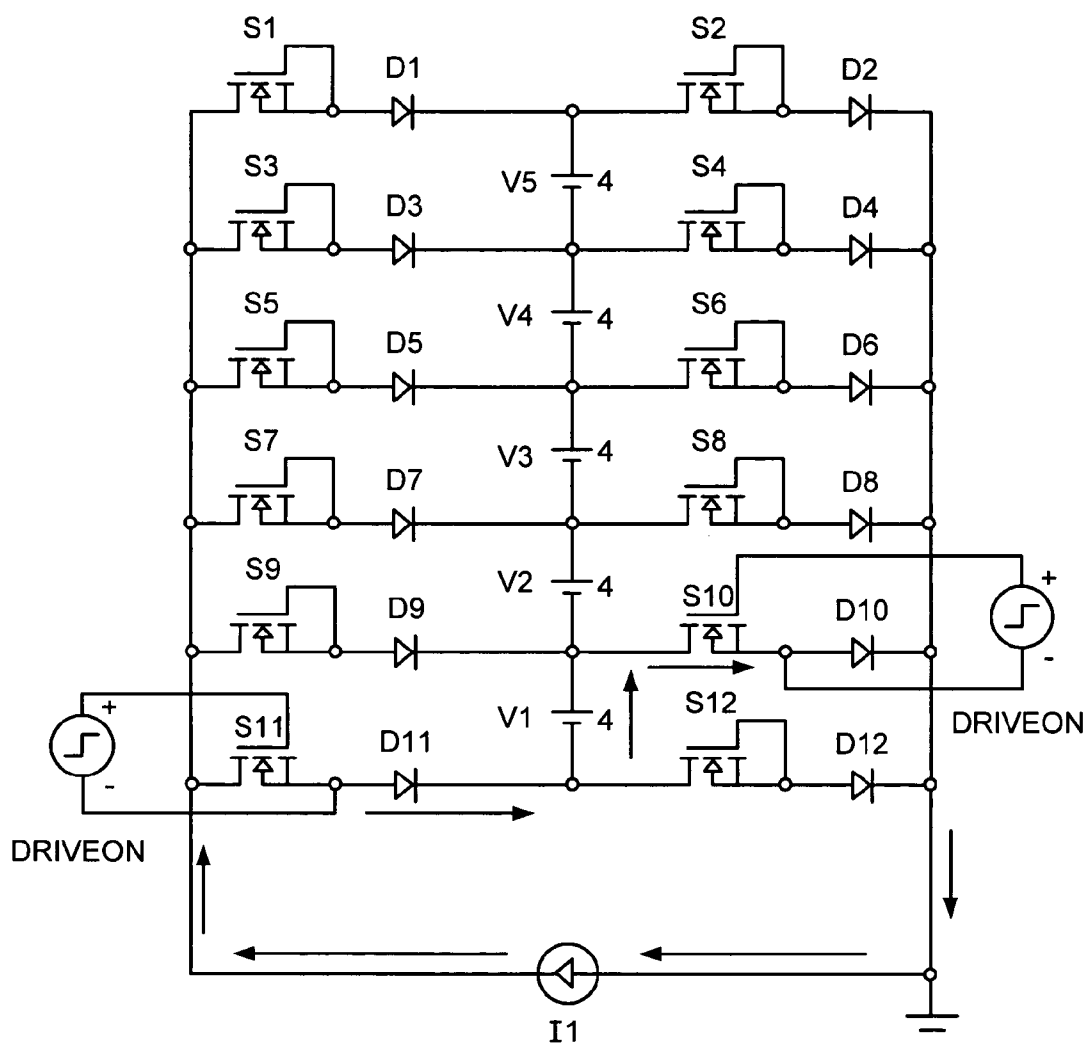 S1
S2
D1
D2
S3
V5 4
S4
D3
D4
S5
V4 4
S6
D5
D6
S7
V3 4
S8
D7
D8
S9
V2 4
S10
+
D9
D10
-
S11
+
V1 4
S12
DRIVEON
D11
D12
-
DRIVEON
I1